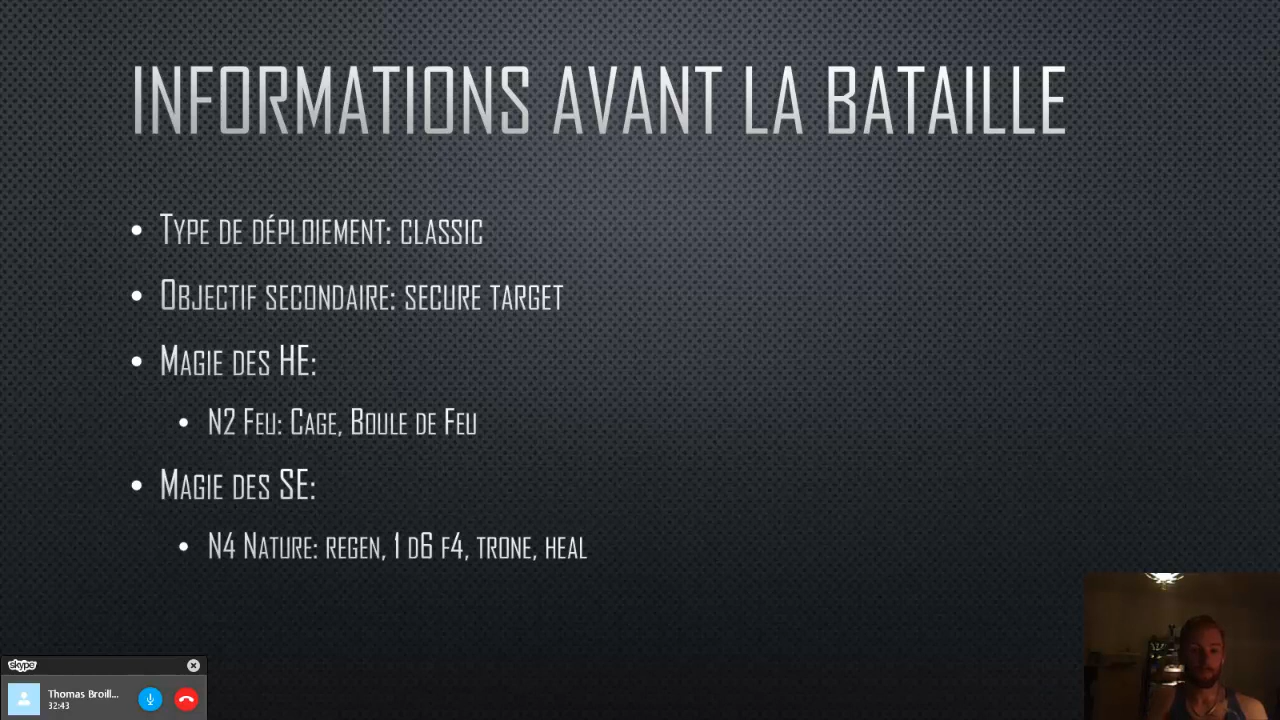 INFORMATIONS AVANT LA BATAILLE
• TYPE DE DÉPLOIEMENT: CLASSIC
• OBJECTIF SECONDAIRE: SECURE TARGET
• MAGIE DES HE:
• N2 FEU: CAGE, BOULE DE FEU
• MAGIE DES SE:
• N4 NATURE: REGEN, 1 D6 F4, TRONE, HEAL
skype
Thomas Broill...
32:43